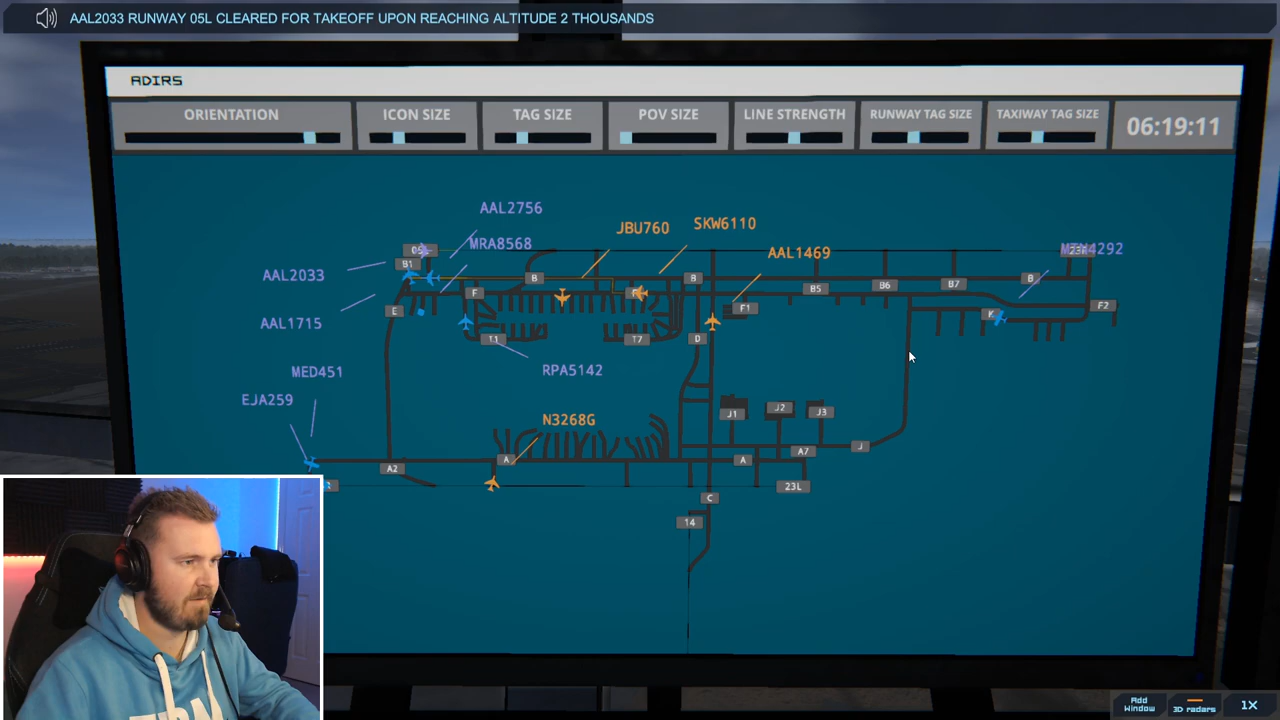 AAL2033 RUNWAY 05L CLEARED FOR TAKEOFF UPON REACHING ALTITUDE 2 THOUSANDS
ADIRS
ORIENTATION
ICON SIZE
TAG SIZE
POV SIZE
LINE STRENGTH
RUNWAY TAG SIZE
TAXIWAY TAG SIZE
06:19:11
AAL2756
JBU760
SKW6110
MRA8568
AAL1469
B1
AAL2033
B
B
B5
B6
B7
B
F
F1
F2
E
K
AAL1715
T1
T7
D
RPA5142
MED451
EJA259
N3268G
J1
J2
J3
J
A7
A
A
A2
23L
C
14
Add Window
3D radars
1X